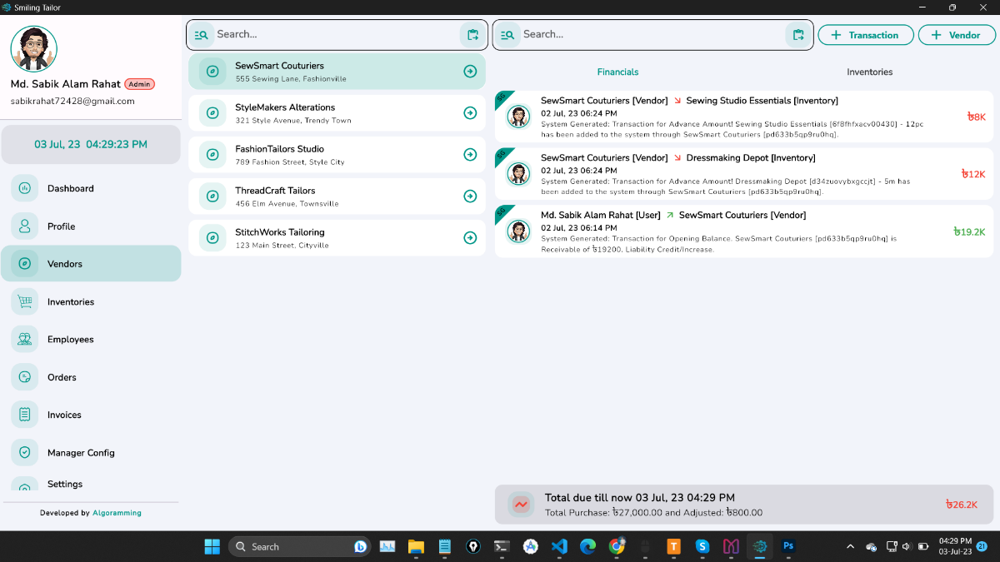 Smiling Tailor
Md. Sabik Alam Rahat Admin
sabikrahat72428@gmail.com
03 Jul, 23 04:29:23 PM
Dashboard
Profile
Vendors
Inventories
Employees
Orders
Invoices
Manager Config
Settings
Developed by Algoramming
Search...
SewSmart Couturiers
555 Sewing Lane, Fashionville
StyleMakers Alterations
321 Style Avenue, Trendy Town
FashionTailors Studio
789 Fashion Street, Style City
ThreadCraft Tailors
456 Elm Avenue, Townsville
StitchWorks Tailoring
123 Main Street, Cityville
Search...
+ Transaction
+ Vendor
Financials
Inventories
SG
SewSmart Couturiers [Vendor] ↘ Sewing Studio Essentials [Inventory]
02 Jul, 23 06:24 PM
System Generated: Transaction for Advance Amount! Sewing Studio Essentials [6f8fhfxacv00430] - 12pc
has been added to the system through SewSmart Couturiers [pd633b5qp9ru0hq].
৳8K
SG
SewSmart Couturiers [Vendor] ↘ Dressmaking Depot [Inventory]
02 Jul, 23 06:24 PM
System Generated: Transaction for Advance Amount! Dressmaking Depot [d34zuovybxgccjt] - 5m has
been added to the system through SewSmart Couturiers [pd633b5qp9ru0hq].
৳12K
SG
Md. Sabik Alam Rahat [User] ↗ SewSmart Couturiers [Vendor]
02 Jul, 23 06:14 PM
System Generated: Transaction for Opening Balance. SewSmart Couturiers [pd633b5qp9ru0hq] is
Receivable of ৳19200. Liability Credit/Increase.
৳19.2K
Total due till now 03 Jul, 23 04:29 PM
Total Purchase: ৳27,000.00 and Adjusted: ৳800.00
৳26.2K
Search
T
S
Ps
04:29 PM
03-Jul-23
21